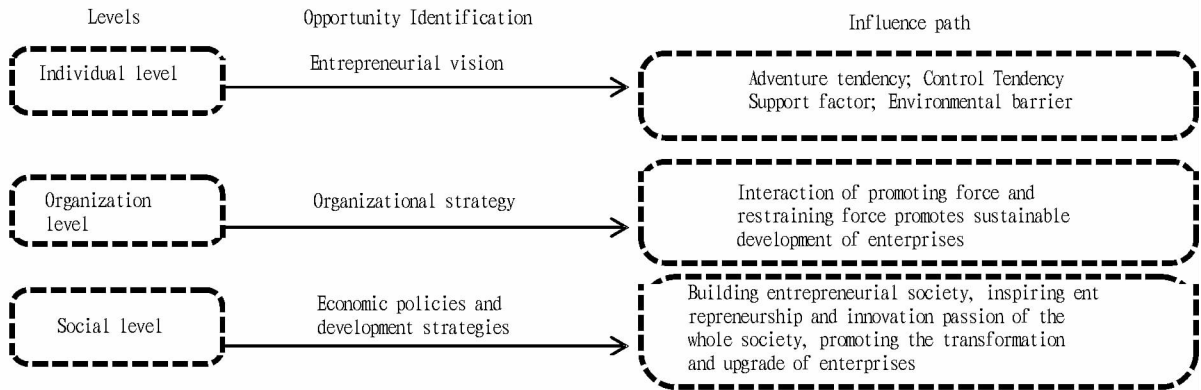 Levels
Opportunity Identification
Influence path
Individual level
Entrepreneurial vision
Adventure tendency; Control Tendency
Support factor; Environmental barrier
Organization
level
Organizational strategy
Interaction of promoting force and
restraining force promotes sustainable
development of enterprises
Social level
Economic policies and
development strategies
Building entrepreneurial society, inspiring ent
repreneurship and innovation passion of the
whole society, promoting the transformation
and upgrade of enterprises